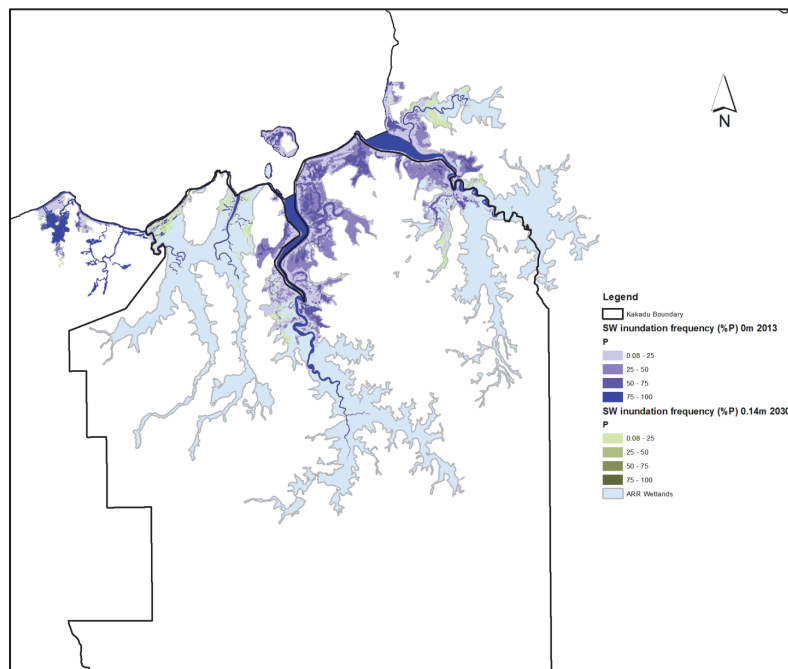 N
Legend
Kakadu Boundary
SW inundation frequency (%P) 0m 2013
P
0.08 - 25
25 - 50
50 - 75
75 - 100
SW inundation frequency (%P) 0.14m 2030
P
0.08 - 25
25 - 50
50 - 75
75 - 100
ARR Wetlands